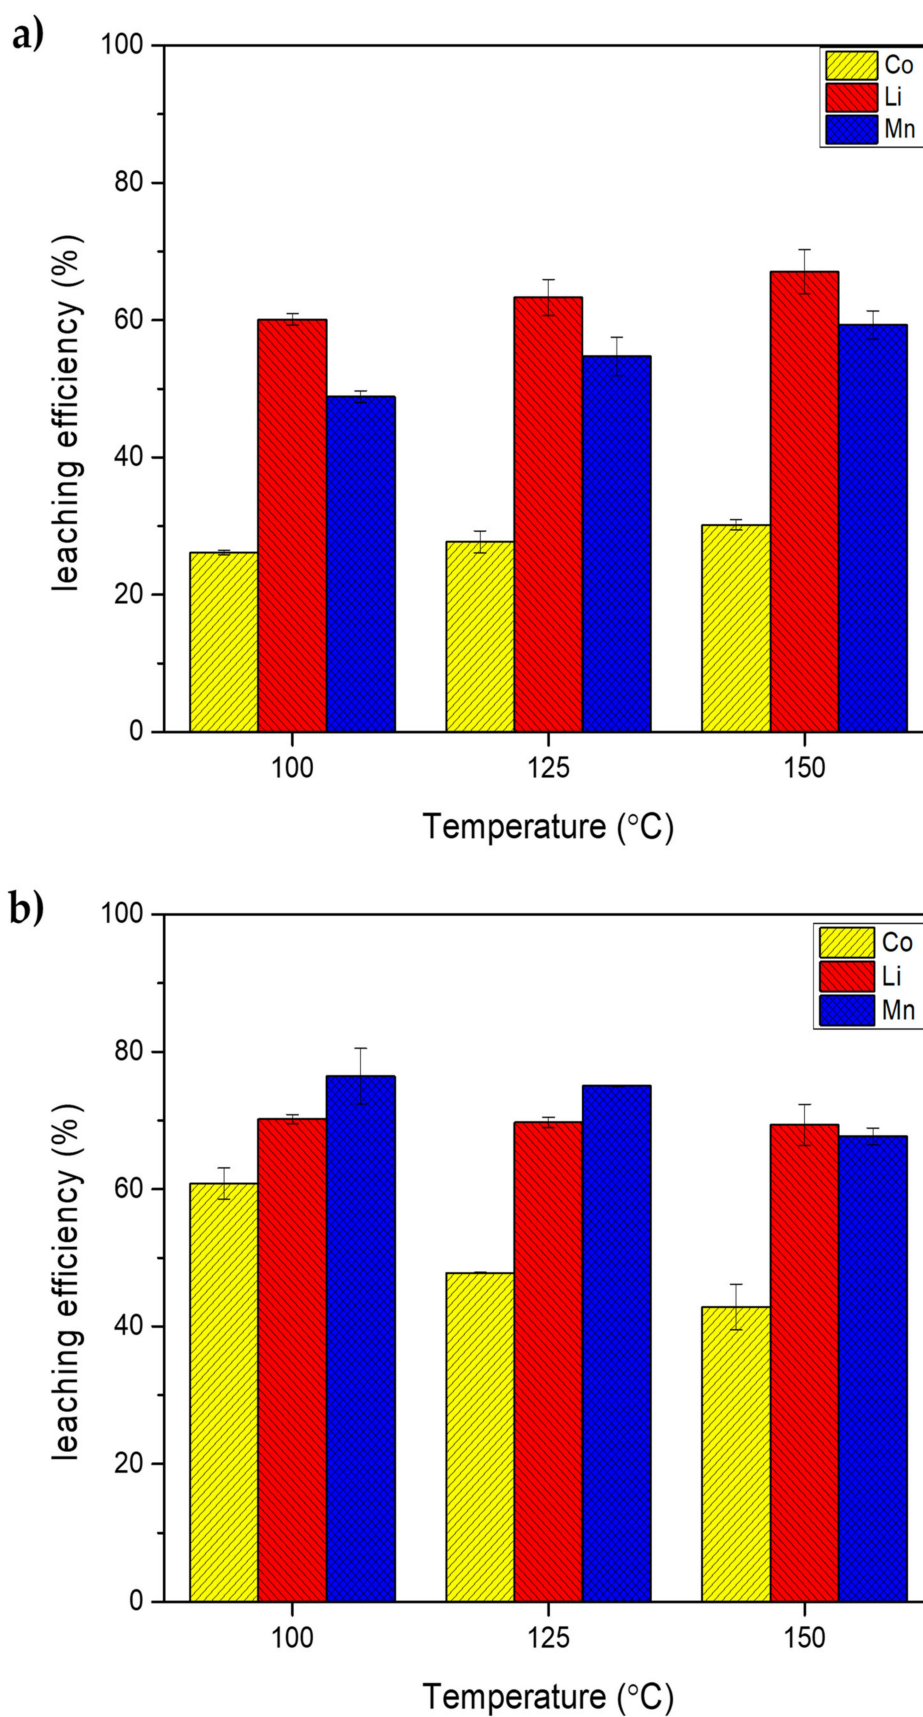 a)
100
80
60
40
20
0
leaching efficiency (%)
Co
Li
Mn
100 125 150
Temperature (°C)
b)
100
80
60
40
20
0
leaching efficiency (%)
Co
Li
Mn
100 125 150
Temperature (°C)